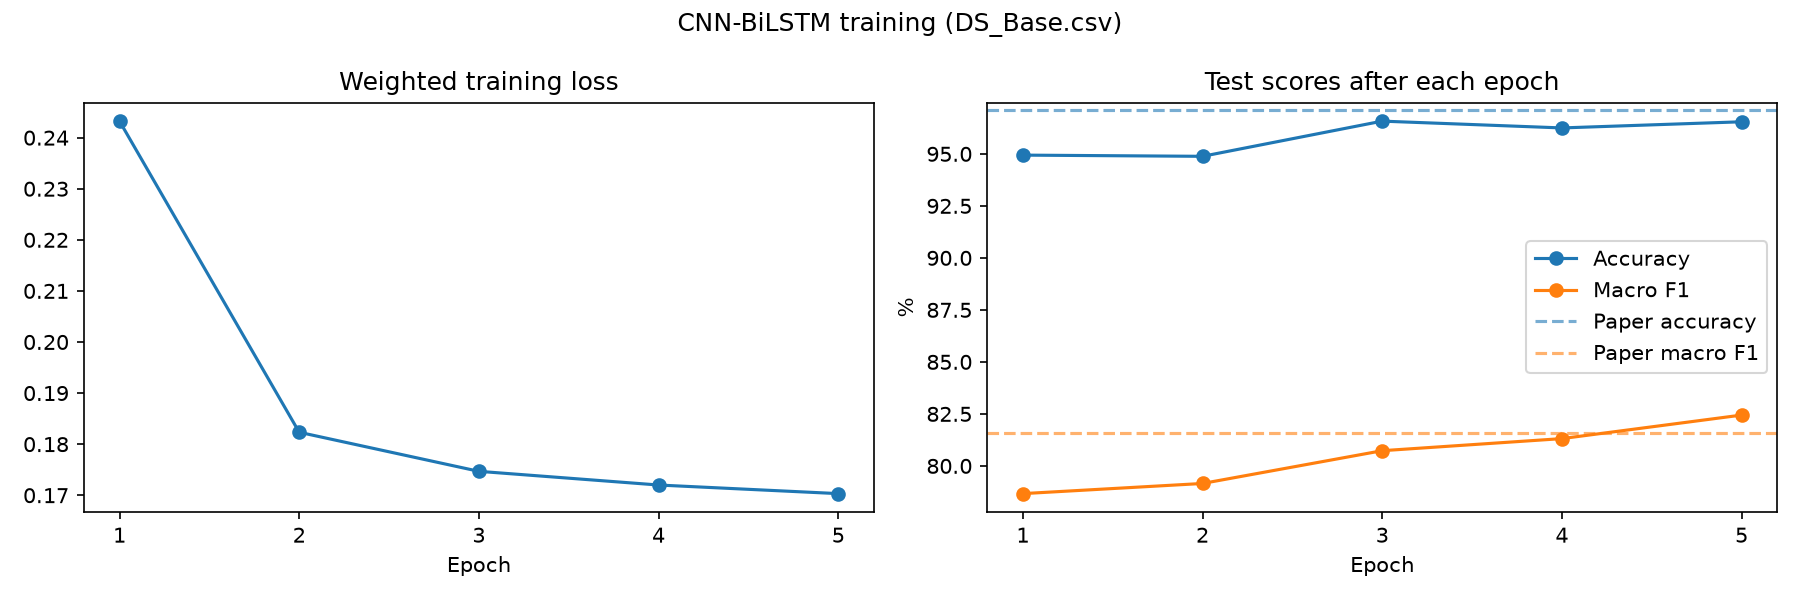 CNN-BiLSTM training (DS_Base.csv)
Weighted training loss
0.24
0.23
0.22
0.21
0.20
0.19
0.18
0.17
1 2 3 4 5
Epoch
Test scores after each epoch
%
95.0
92.5
90.0
87.5
85.0
82.5
80.0
Accuracy
Macro F1
Paper accuracy
Paper macro F1
1 2 3 4 5
Epoch